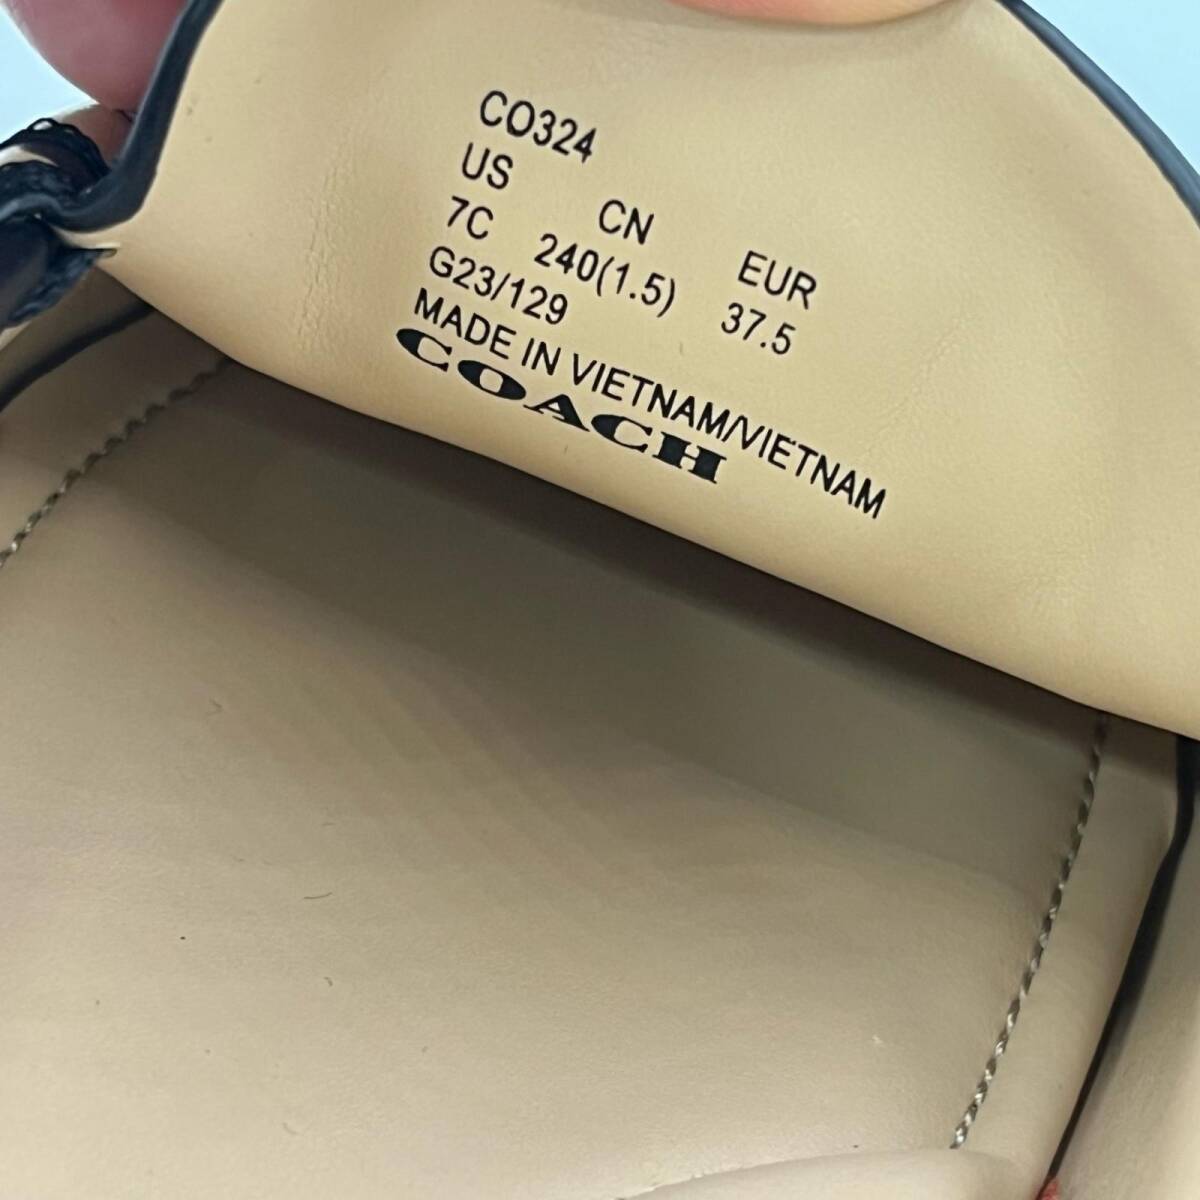 CO324
US CN EUR
7C 240(1.5) 37.5
G23/129
MADE IN VIETNAM/VIETNAM
COACH